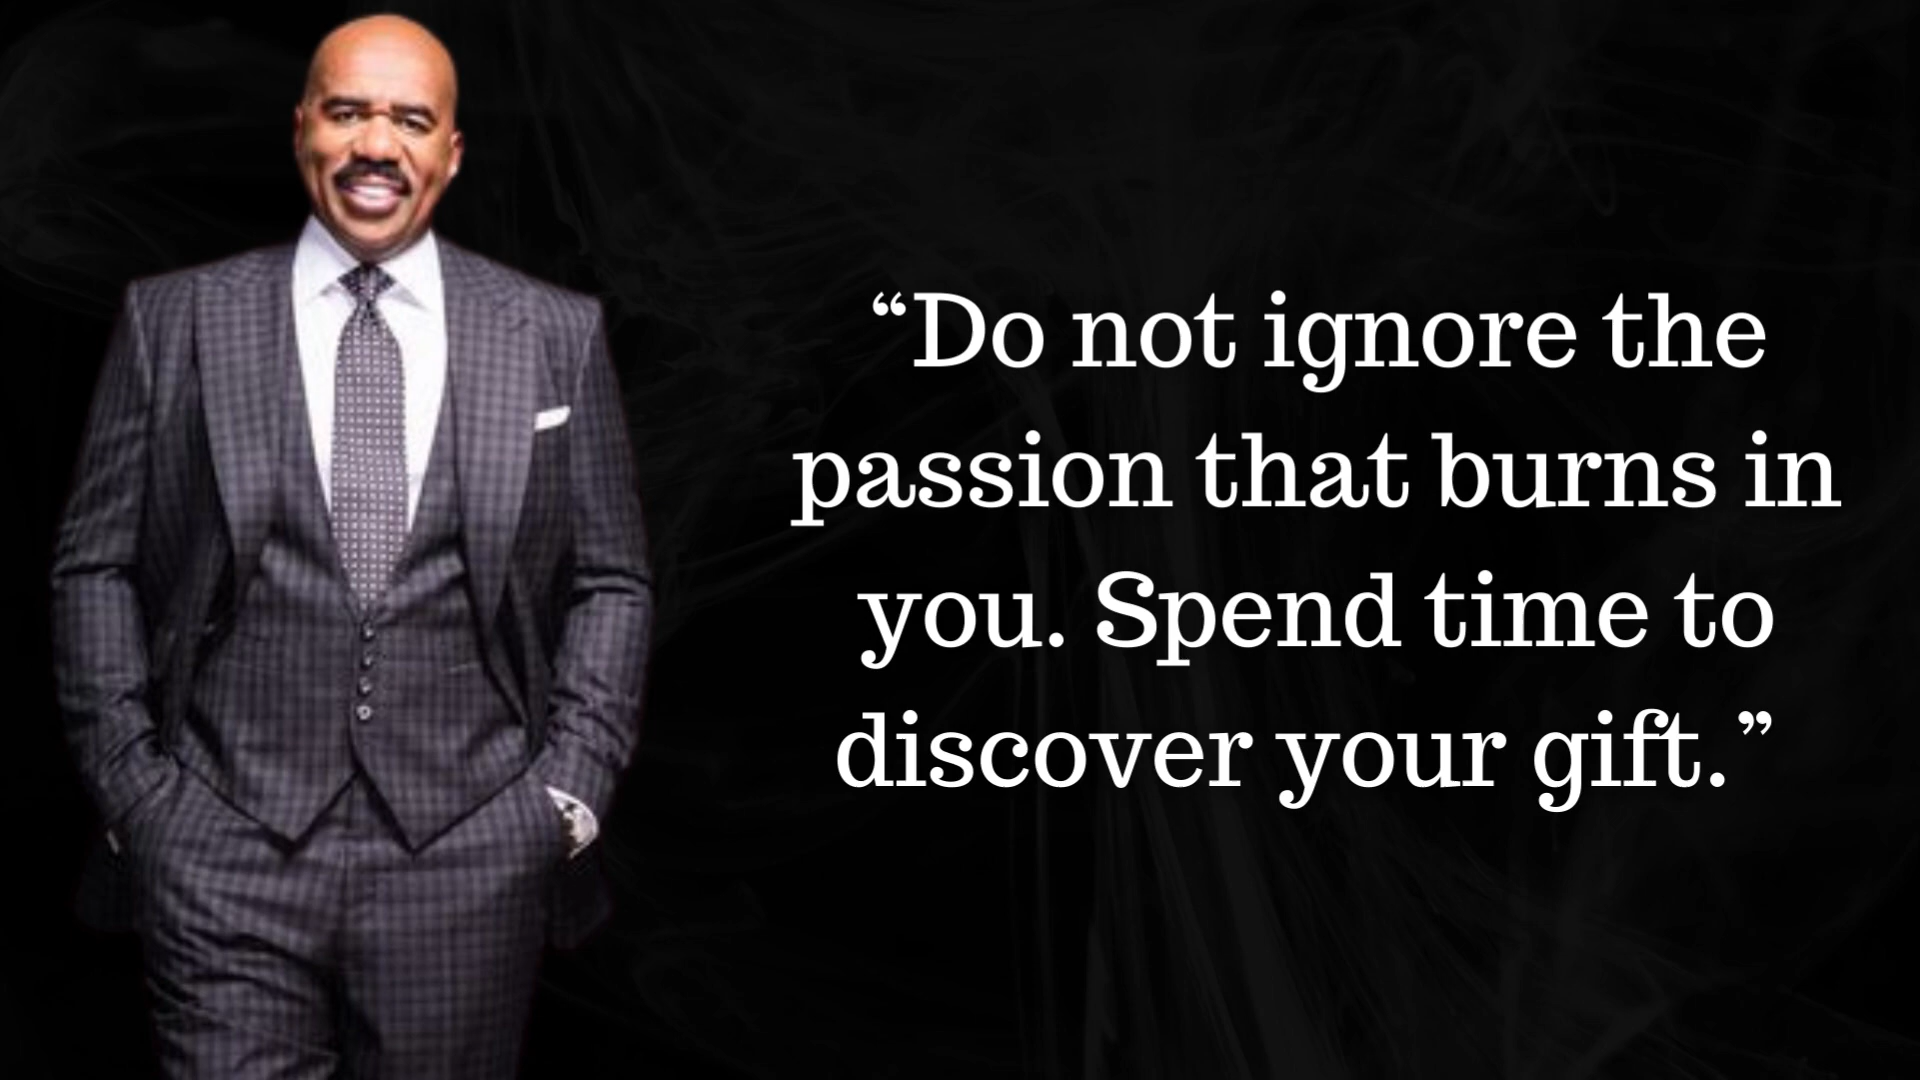 “Do not ignore the
passion that burns in
you. Spend time to
discover your gift.”